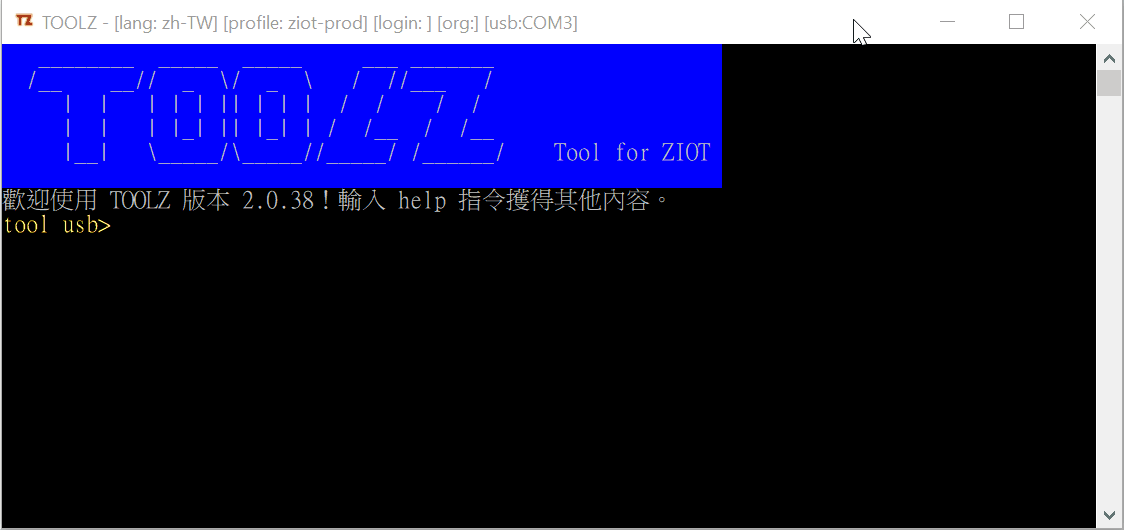 TOOLZ - [lang: zh-TW] [profile: ziot-prod] [login: ] [org:] [usb:COM3]
TOOLZ
Tool for ZIOT
歡迎使用 TOOLZ 版本 2.0.38！輸入 help 指令獲得其他內容。
tool usb>